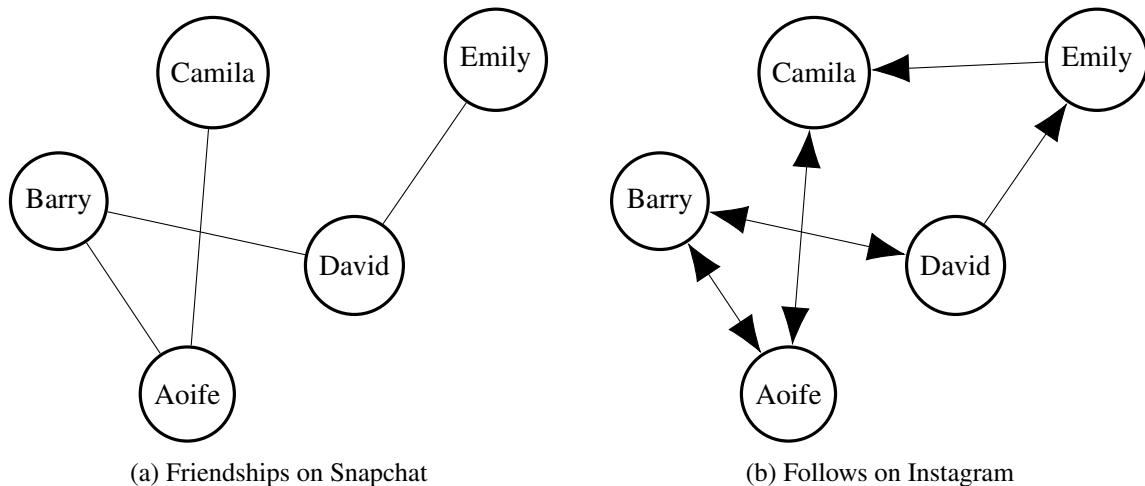 Camila
Emily
Barry
David
Aoife
(a) Friendships on Snapchat
Camila
Emily
Barry
David
Aoife
(b) Follows on Instagram